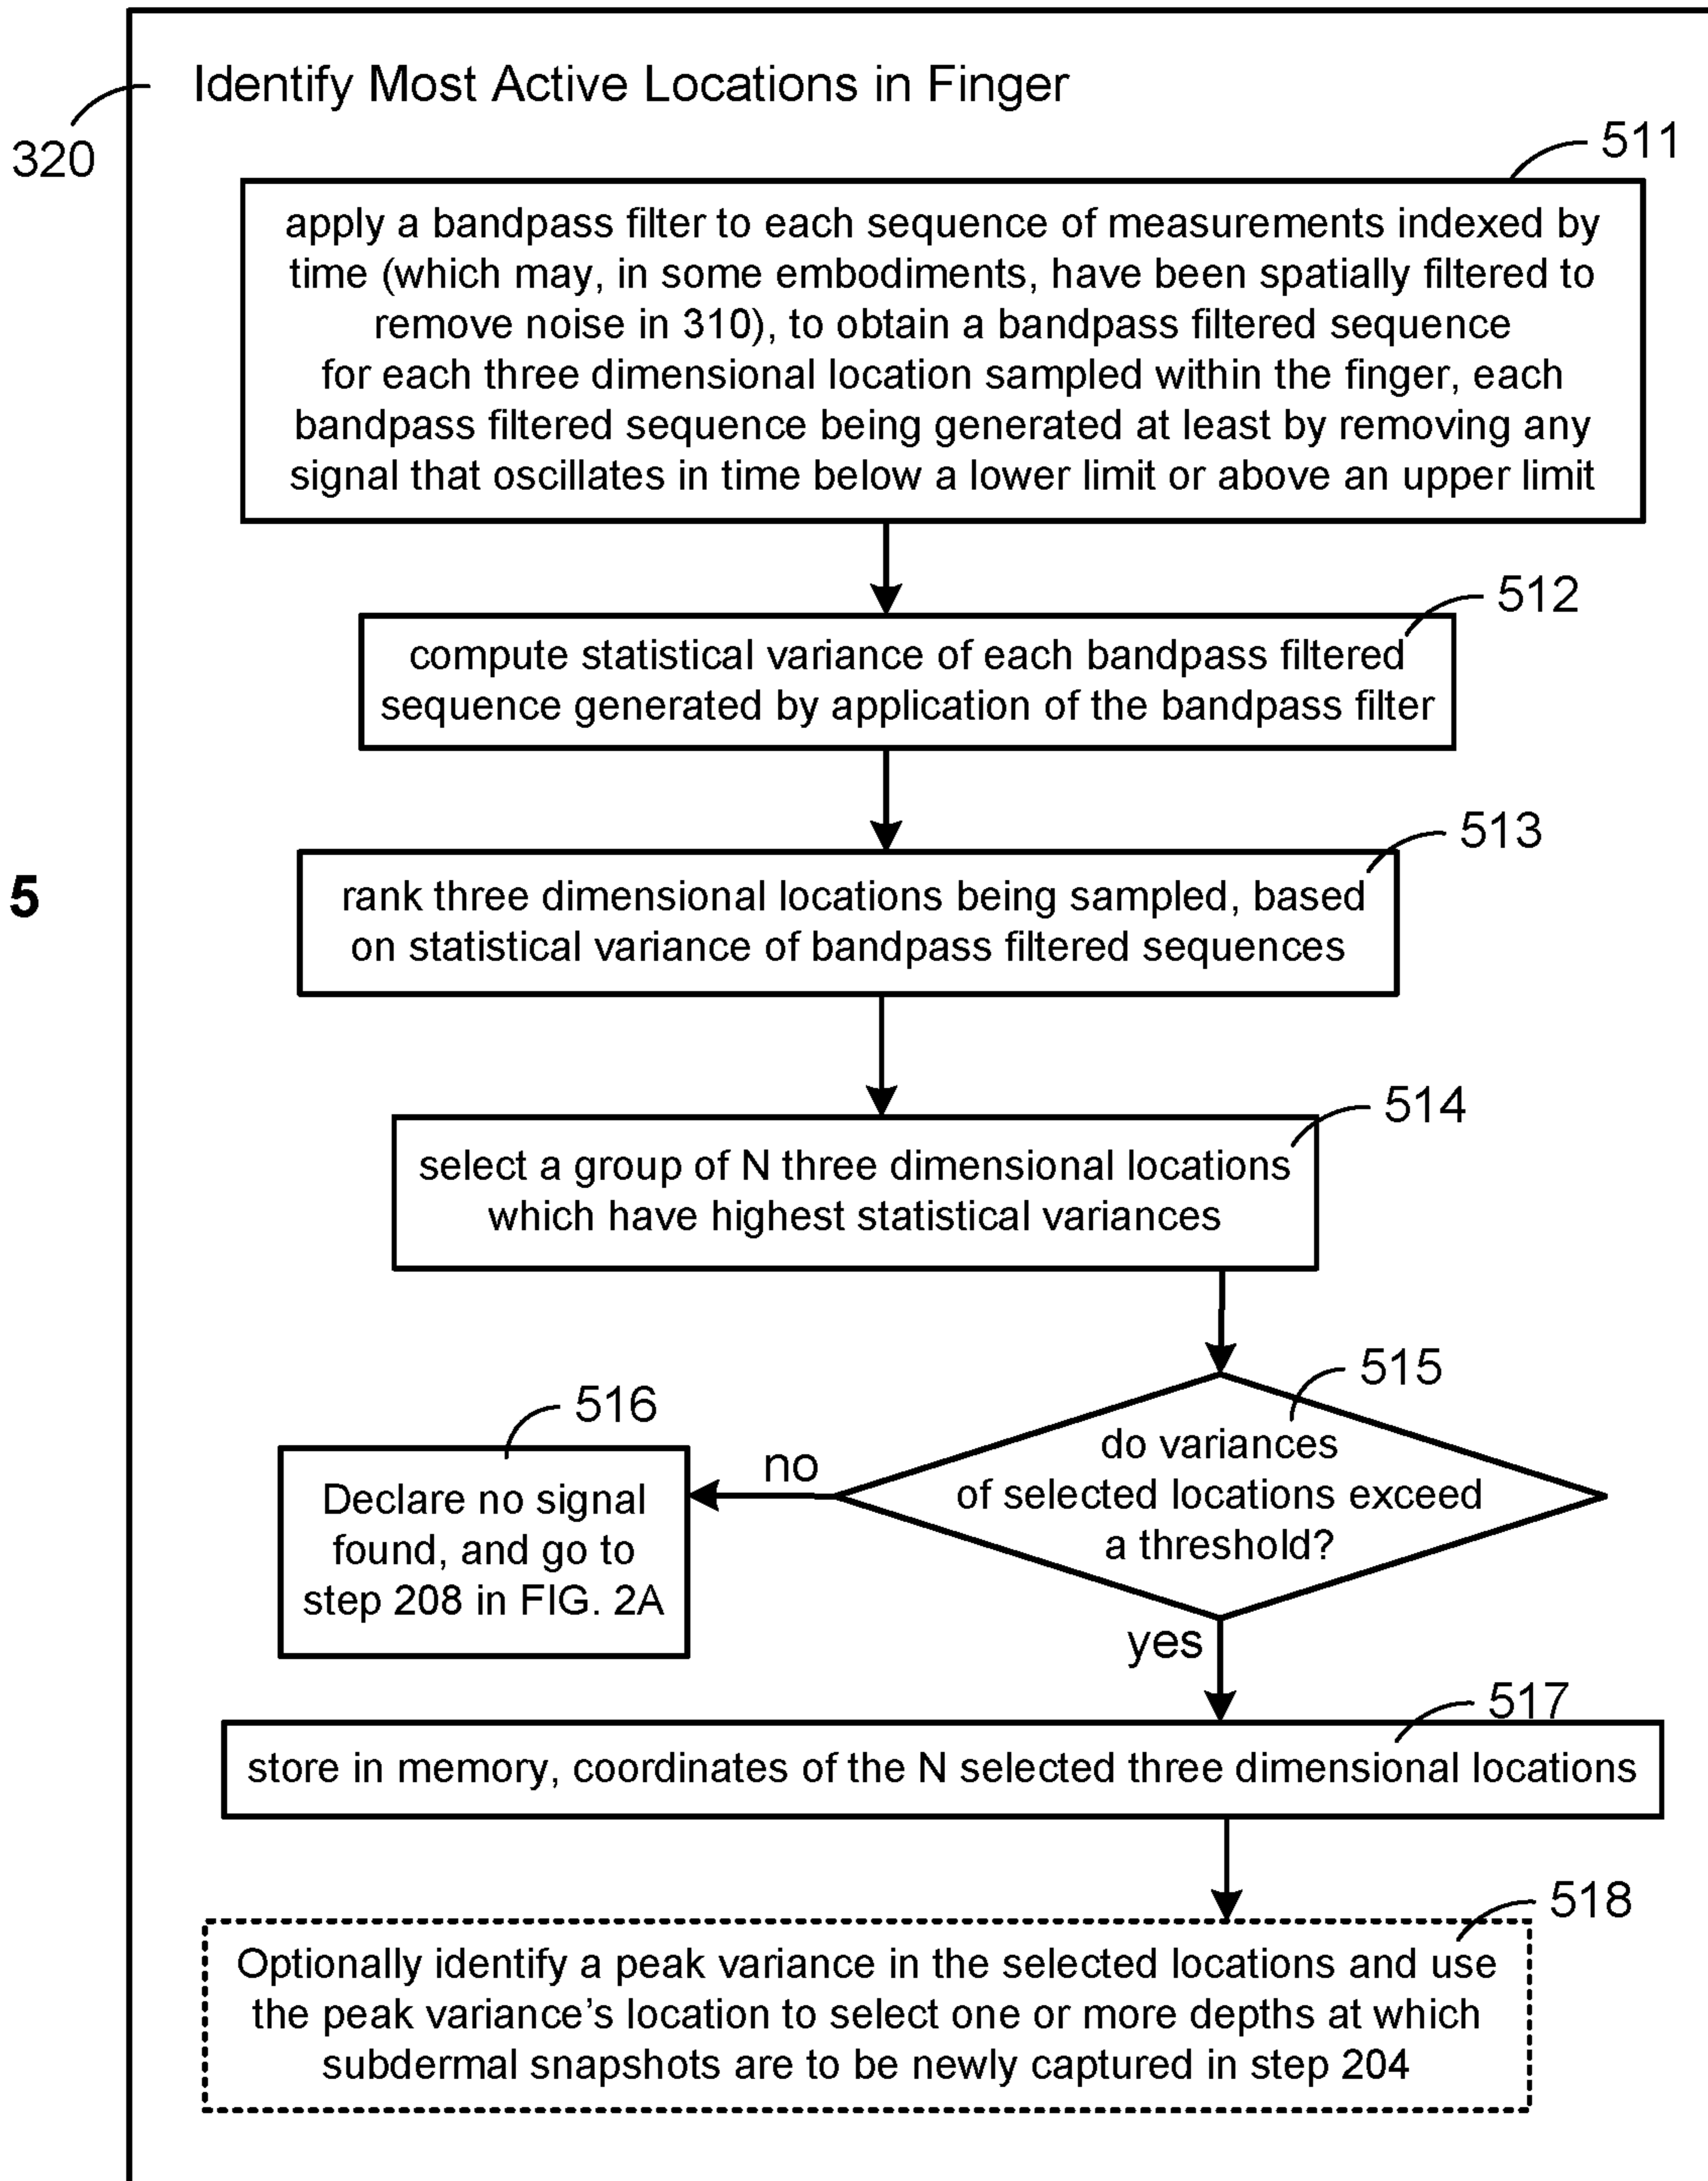 Identify Most Active Locations in Finger
320
511
apply a bandpass filter to each sequence of measurements indexed by
time (which may, in some embodiments, have been spatially filtered to
remove noise in 310), to obtain a bandpass filtered sequence
for each three dimensional location sampled within the finger, each
bandpass filtered sequence being generated at least by removing any
signal that oscillates in time below a lower limit or above an upper limit
512
compute statistical variance of each bandpass filtered
sequence generated by application of the bandpass filter
513
5
rank three dimensional locations being sampled, based
on statistical variance of bandpass filtered sequences
514
select a group of N three dimensional locations
which have highest statistical variances
515
do variances
of selected locations exceed
a threshold?
no
516
Declare no signal
found, and go to
step 208 in FIG. 2A
yes
517
store in memory, coordinates of the N selected three dimensional locations
518
Optionally identify a peak variance in the selected locations and use
the peak variance's location to select one or more depths at which
subdermal snapshots are to be newly captured in step 204